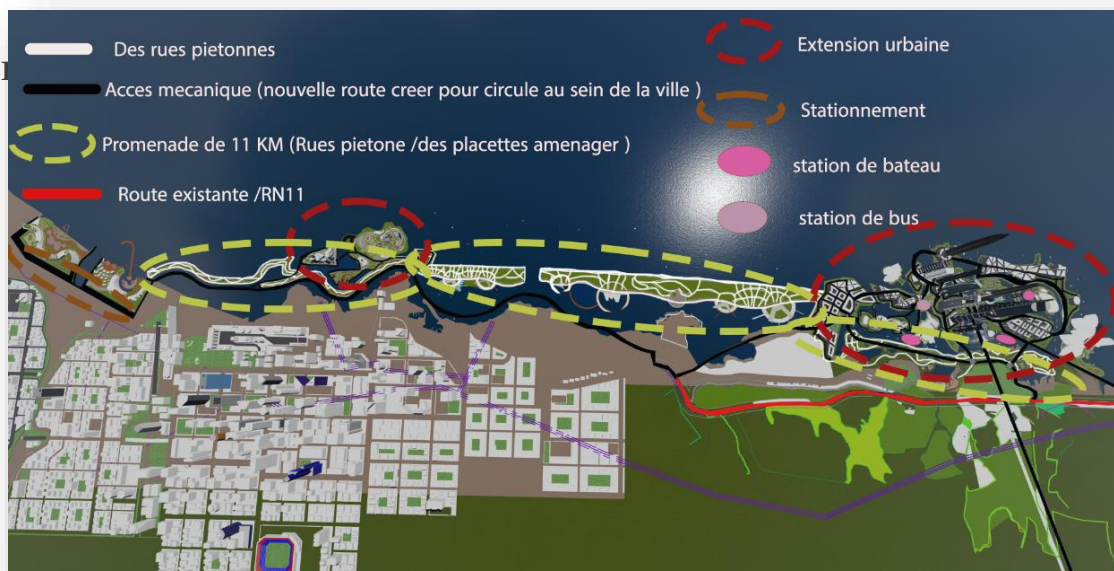 Des rues pietonnes
Acces mecanique (nouvelle route creer pour circule au sein de la ville )
Promenade de 11 KM (Rues pietone /des placettes amenager )
Route existante /RN11
Extension urbaine
Stationnement
station de bateau
station de bus